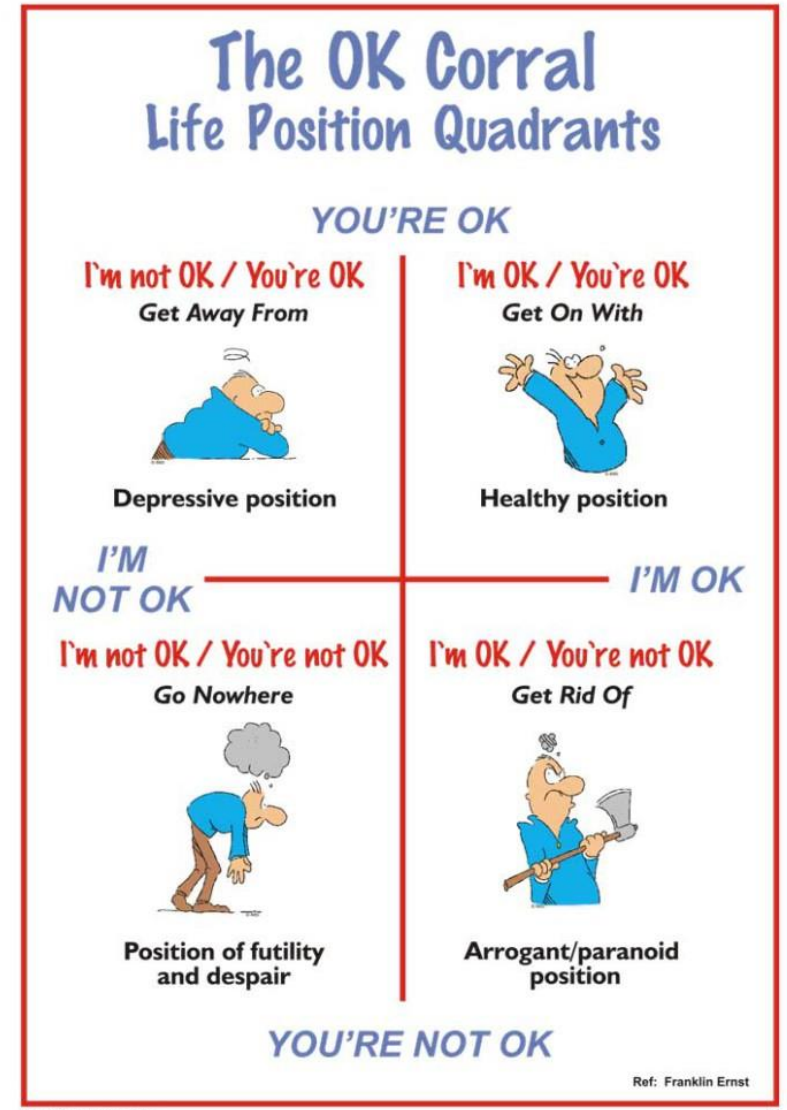 The OK Corral
Life Position Quadrants
YOU'RE OK
I'm not OK / You're OK
Get Away From
Depressive position
I'm OK / You're OK
Get On With
Healthy position
I'M
NOT OK
I'M OK
I'm not OK / You're not OK
Go Nowhere
Position of futility
and despair
I'm OK / You're not OK
Get Rid Of
Arrogant/paranoid
position
YOU'RE NOT OK
Ref: Franklin Ernst